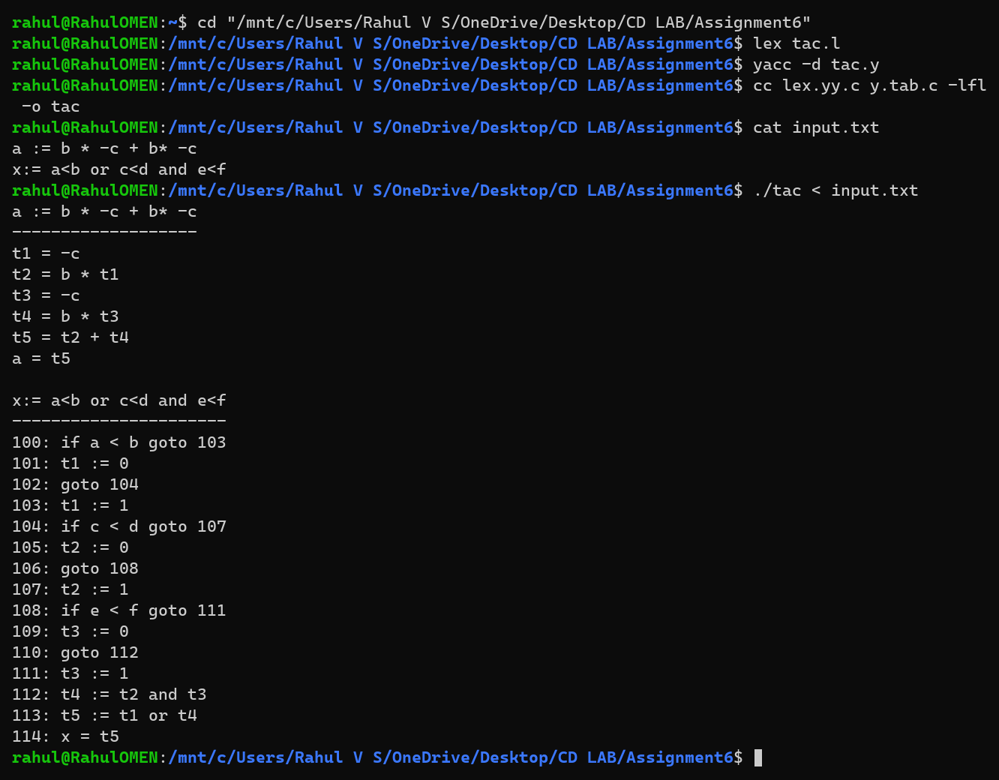 rahul@RahulOMEN:~$ cd "/mnt/c/Users/Rahul V S/OneDrive/Desktop/CD LAB/Assignment6"
rahul@RahulOMEN:/mnt/c/Users/Rahul V S/OneDrive/Desktop/CD LAB/Assignment6$ lex tac.l
rahul@RahulOMEN:/mnt/c/Users/Rahul V S/OneDrive/Desktop/CD LAB/Assignment6$ yacc -d tac.y
rahul@RahulOMEN:/mnt/c/Users/Rahul V S/OneDrive/Desktop/CD LAB/Assignment6$ cc lex.yy.c y.tab.c -lfl
 -o tac
rahul@RahulOMEN:/mnt/c/Users/Rahul V S/OneDrive/Desktop/CD LAB/Assignment6$ cat input.txt
a := b * -c + b* -c
x:= a<b or c<d and e<f
rahul@RahulOMEN:/mnt/c/Users/Rahul V S/OneDrive/Desktop/CD LAB/Assignment6$ ./tac < input.txt
a := b * -c + b* -c
-------------------
t1 = -c
t2 = b * t1
t3 = -c
t4 = b * t3
t5 = t2 + t4
a = t5

x:= a<b or c<d and e<f
----------------------
100: if a < b goto 103
101: t1 := 0
102: goto 104
103: t1 := 1
104: if c < d goto 107
105: t2 := 0
106: goto 108
107: t2 := 1
108: if e < f goto 111
109: t3 := 0
110: goto 112
111: t3 := 1
112: t4 := t2 and t3
113: t5 := t1 or t4
114: x = t5
rahul@RahulOMEN:/mnt/c/Users/Rahul V S/OneDrive/Desktop/CD LAB/Assignment6$